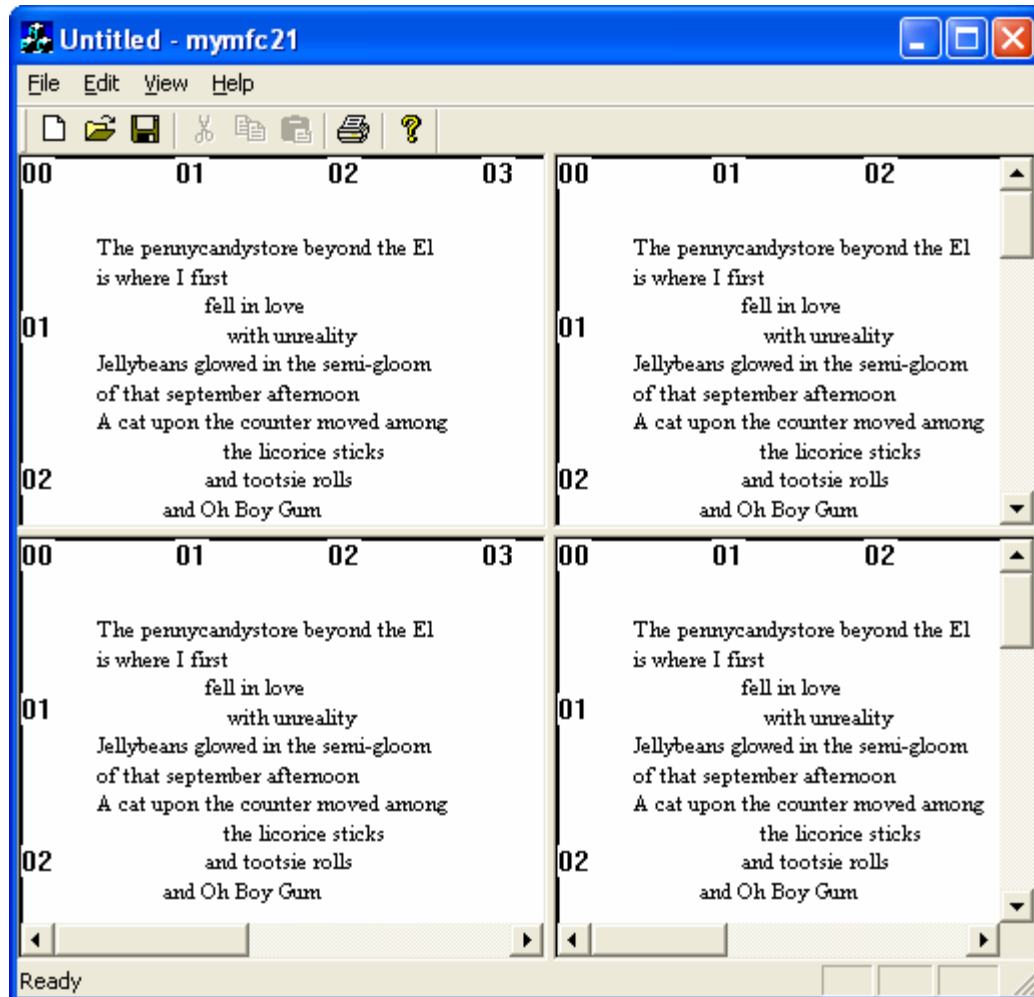 Untitled - mymfc21
File Edit View Help
00 01 02 03
The pennycandystore beyond the El
is where I first
fell in love
01
with unreality
Jellybeans glowed in the semi-gloom
of that september afternoon
A cat upon the counter moved among
the licorice sticks
02 and tootsie rolls
and Oh Boy Gum
00 01 02
The pennycandystore beyond the El
is where I first
fell in love
01
with unreality
Jellybeans glowed in the semi-gloom
of that september afternoon
A cat upon the counter moved among
the licorice sticks
02 and tootsie rolls
and Oh Boy Gum
00 01 02 03
The pennycandystore beyond the El
is where I first
fell in love
01
with unreality
Jellybeans glowed in the semi-gloom
of that september afternoon
A cat upon the counter moved among
the licorice sticks
02 and tootsie rolls
and Oh Boy Gum
00 01 02
The pennycandystore beyond the El
is where I first
fell in love
01
with unreality
Jellybeans glowed in the semi-gloom
of that september afternoon
A cat upon the counter moved among
the licorice sticks
02 and tootsie rolls
and Oh Boy Gum
Ready